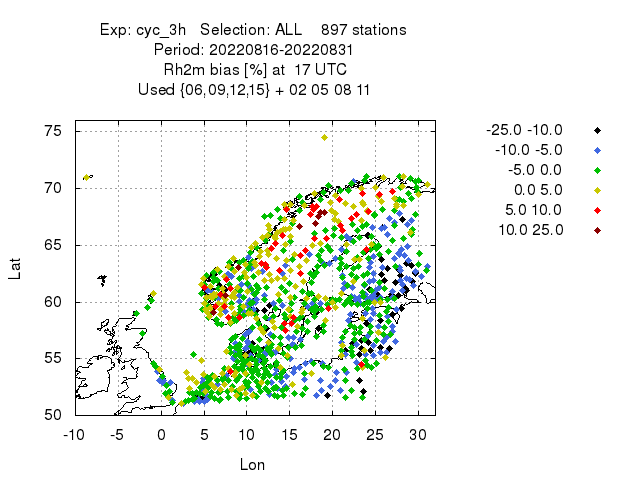 Exp: cyc_3h Selection: ALL 897 stations
Period: 20220816-20220831
Rh2m bias [%] at 17 UTC
Used {06,09,12,15} + 02 05 08 11
-25.0 -10.0
-10.0 -5.0
-5.0 0.0
0.0 5.0
5.0 10.0
10.0 25.0
75
70
65
60
55
50
Lat
-10 -5 0 5 10 15 20 25 30
Lon